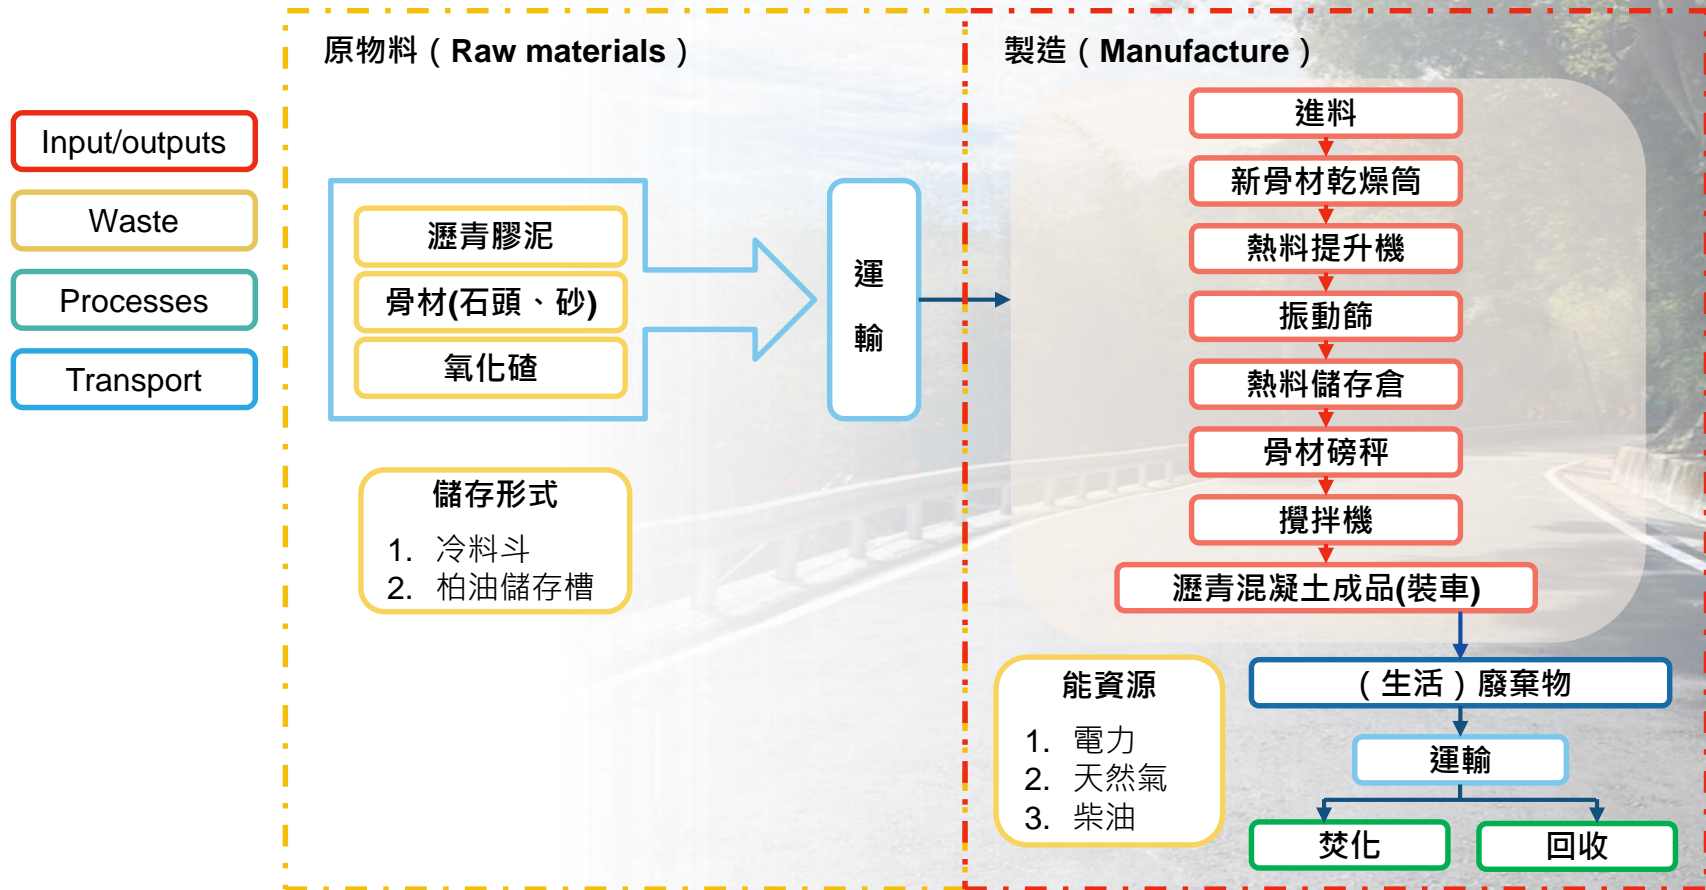 Input/outputs
Waste
Processes
Transport
原物料（Raw materials）
瀝青膠泥
骨材(石頭、砂)
氧化碴
運
輸
儲存形式
1. 冷料斗
2. 柏油儲存槽
製造（Manufacture）
進料
新骨材乾燥筒
熱料提升機
振動篩
熱料儲存倉
骨材磅秤
攪拌機
瀝青混凝土成品(裝車)
能資源
1. 電力
2. 天然氣
3. 柴油
（生活）廢棄物
運輸
焚化
回收